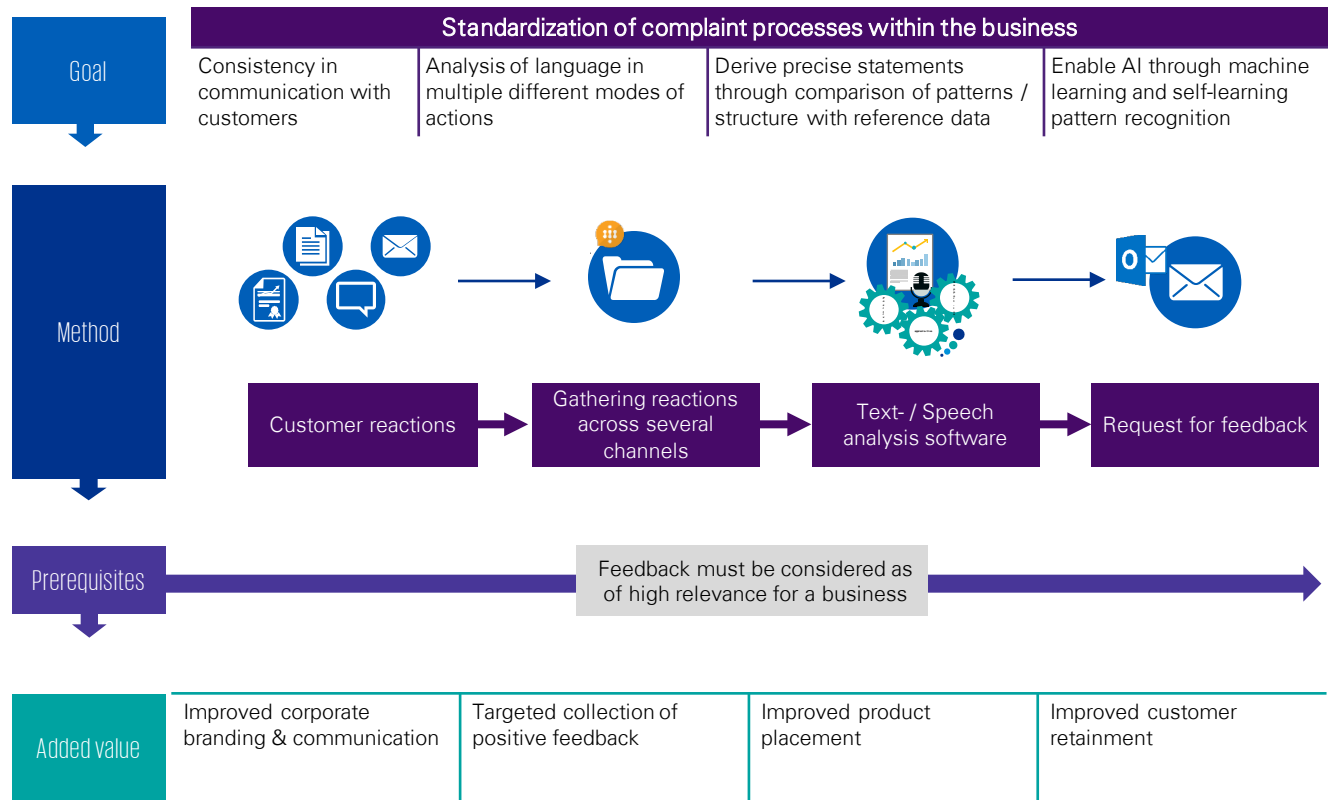 Goal
Standardization of complaint processes within the business
Consistency in
communication with
customers
Analysis of language in
multiple different modes of
actions
Derive precise statements
through comparison of patterns /
structure with reference data
Enable AI through machine
learning and self-learning
pattern recognition
Method
Customer reactions
Gathering reactions
across several
channels
Text- / Speech
analysis software
Request for feedback
Prerequisites
Feedback must be considered as
of high relevance for a business
Added value
Improved corporate
branding & communication
Targeted collection of
positive feedback
Improved product
placement
Improved customer
retainment